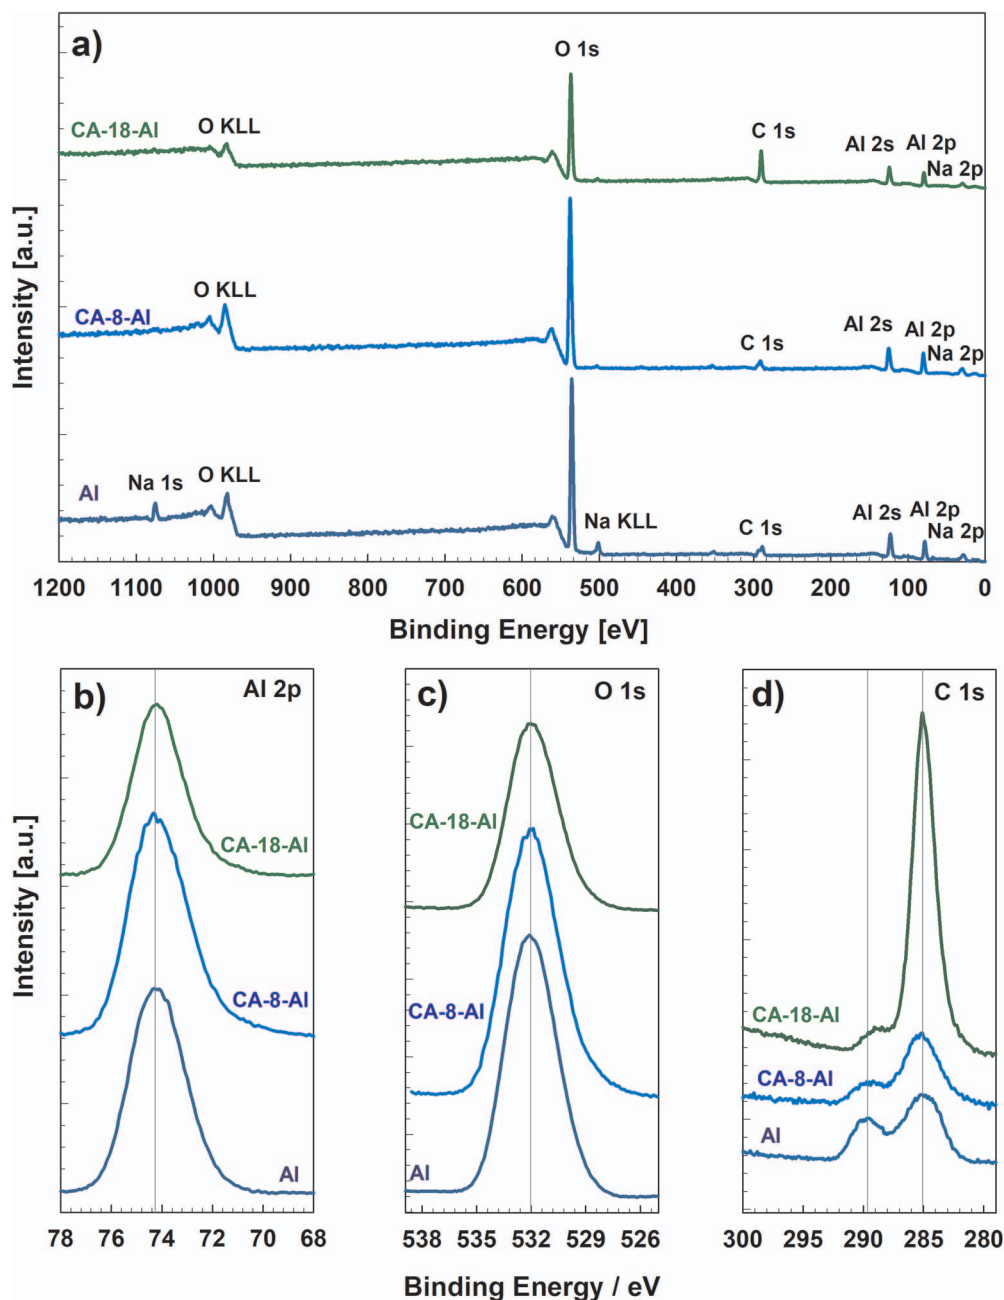 a)
O 1s
CA-18-Al
O KLL
C 1s
Al 2s
Al 2p
Na 2p
CA-8-Al
O KLL
C 1s
Al 2s
Al 2p
Na 2p
Al
Na 1s
O KLL
Na KLL
C 1s
Al 2s
Al 2p
Na 2p
Intensity [a.u.]
1200 1100 1000 900 800 700 600 500 400 300 200 100 0
Binding Energy [eV]
b)
Al 2p
CA-18-Al
CA-8-Al
Al
Intensity [a.u.]
78 76 74 72 70 68
c)
O 1s
CA-18-Al
CA-8-Al
Al
538 535 532 529 526
d)
C 1s
CA-18-Al
CA-8-Al
Al
300 295 290 285 280
Binding Energy / eV